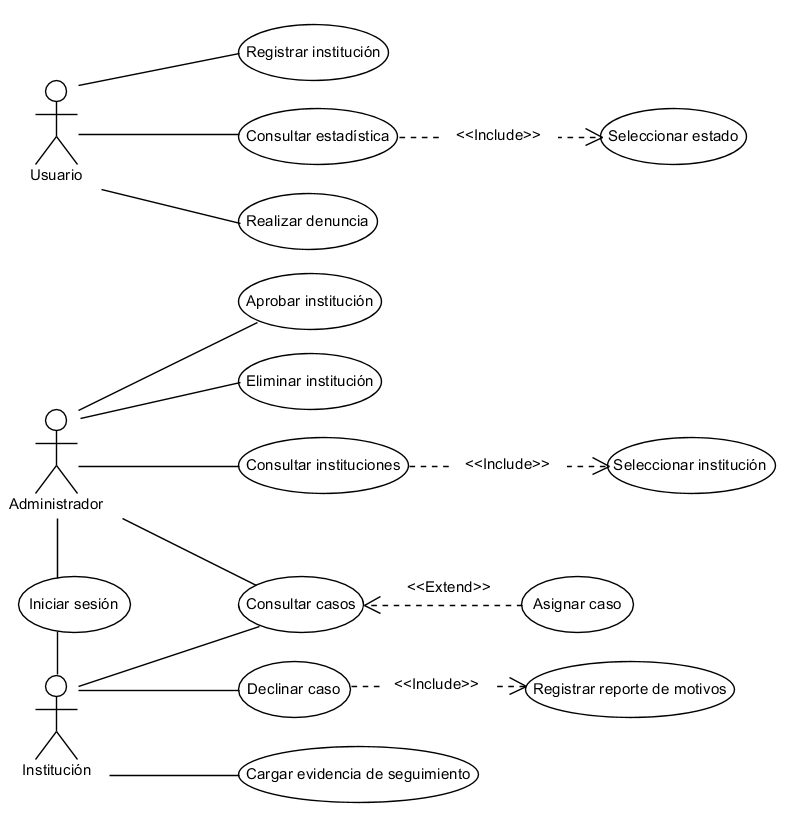 Registrar institución
Consultar estadística
<<Include>>
Seleccionar estado
Usuario
Realizar denuncia
Aprobar institución
Eliminar institución
Consultar instituciones
<<Include>>
Seleccionar institución
Administrador
<<Extend>>
Iniciar sesión
Consultar casos
Asignar caso
Declinar caso
<<Include>>
Registrar reporte de motivos
Institución
Cargar evidencia de seguimiento